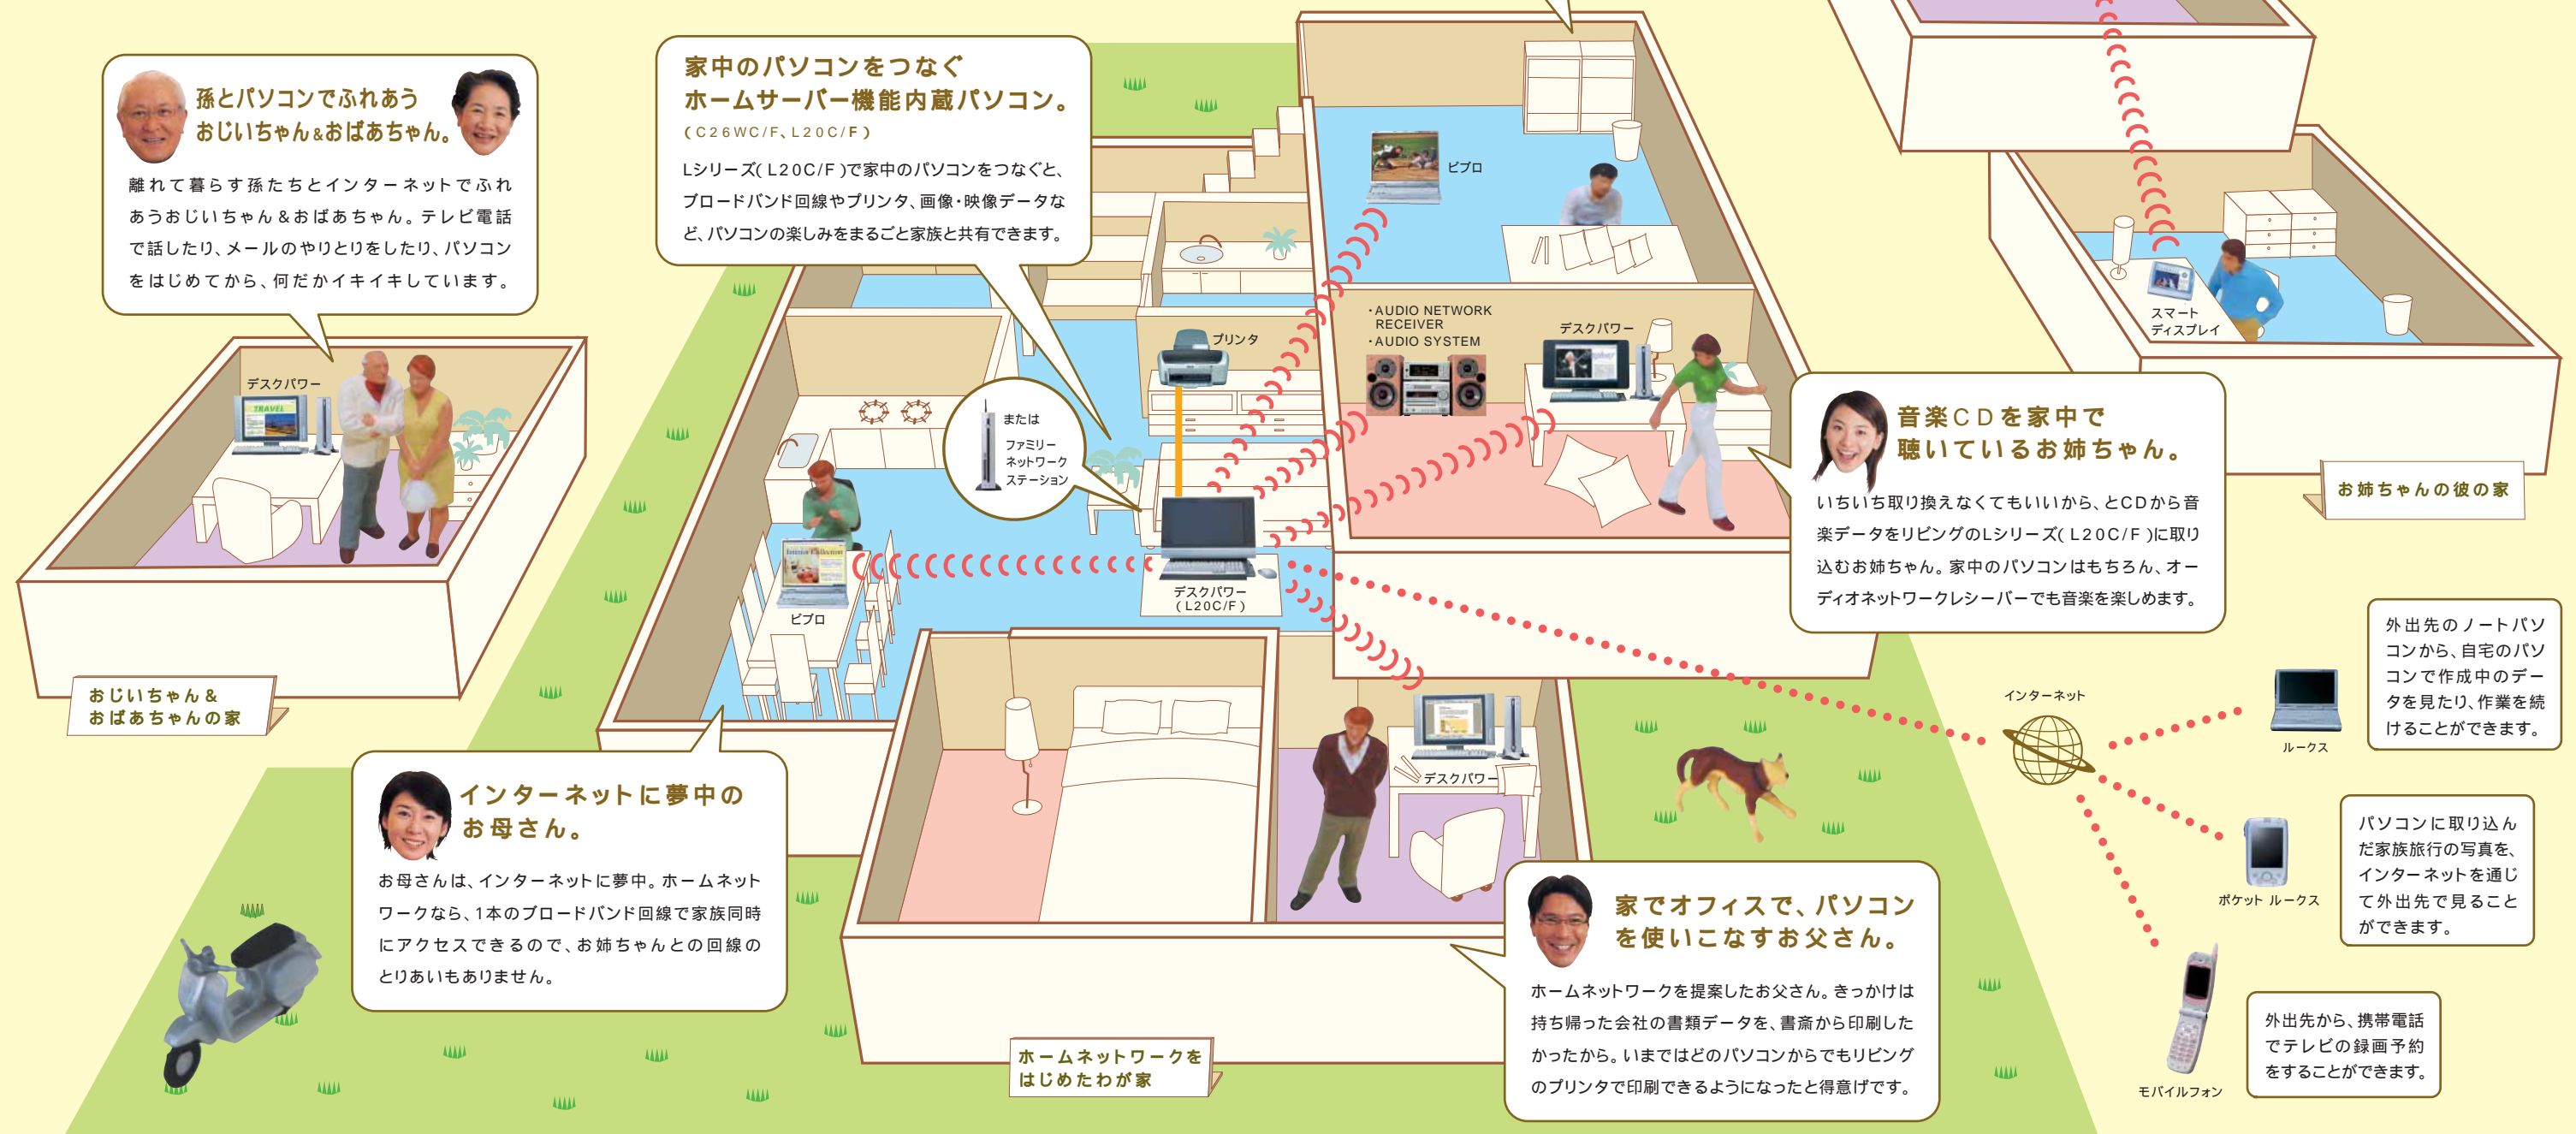 孫とパソコンでふれあう
おじいちゃん&おばあちゃん。
離れて暮らす孫たちとインターネットでふれ
あうおじいちゃん&おばあちゃん。テレビ電話
で話したり、メールのやりとりをしたり、パソコン
をはじめてから、何だかイキイキしています。
デスクパワー
TRAVEL
おじいちゃん&
おばあちゃんの家
家中のパソコンをつなぐ
ホームサーバー機能内蔵パソコン。
(C26WC/F、L20C/F)
Lシリーズ(L20C/F)で家中のパソコンをつなぐと、
ブロードバンド回線やプリンタ、画像・映像データな
ど、パソコンの楽しみをまるごと家族と共有できます。
ビブロ
プリンタ
または
ファミリー
ネットワーク
ステーション
・AUDIO NETWORK
RECEIVER
・AUDIO SYSTEM
デスクパワー
スマート
ディスプレイ
お姉ちゃんの彼の家
音楽CDを家中で
聴いているお姉ちゃん。
いちいち取り換えなくてもいいから、とCDから音
楽データをリビングのLシリーズ(L20C/F)に取り
込むお姉ちゃん。家中のパソコンはもちろん、オー
ディオネットワークレシーバーでも音楽を楽しめます。
ビブロ
デスクパワー
(L20C/F)
インターネットに夢中の
お母さん。
お母さんは、インターネットに夢中。ホームネット
ワークなら、1本のブロードバンド回線で家族同時
にアクセスできるので、お姉ちゃんとの回線の
とりあいもありません。
デスクパワー
家でオフィスで、パソコン
を使いこなすお父さん。
ホームネットワークを提案したお父さん。きっかけは
持ち帰った会社の書類データを、書斎から印刷した
かったから。いまではどのパソコンからでもリビング
のプリンタで印刷できるようになったと得意げです。
ホームネットワークを
はじめたわが家
インターネット
ルークス
外出先のノートパソ
コンから、自宅のパソ
コンで作成中のデー
タを見たり、作業を続
けることができます。
ポケット ルークス
パソコンに取り込ん
だ家族旅行の写真を、
インターネットを通じ
て外出先で見ること
ができます。
モバイルフォン
外出先から、携帯電話
でテレビの録画予約
をすることができます。